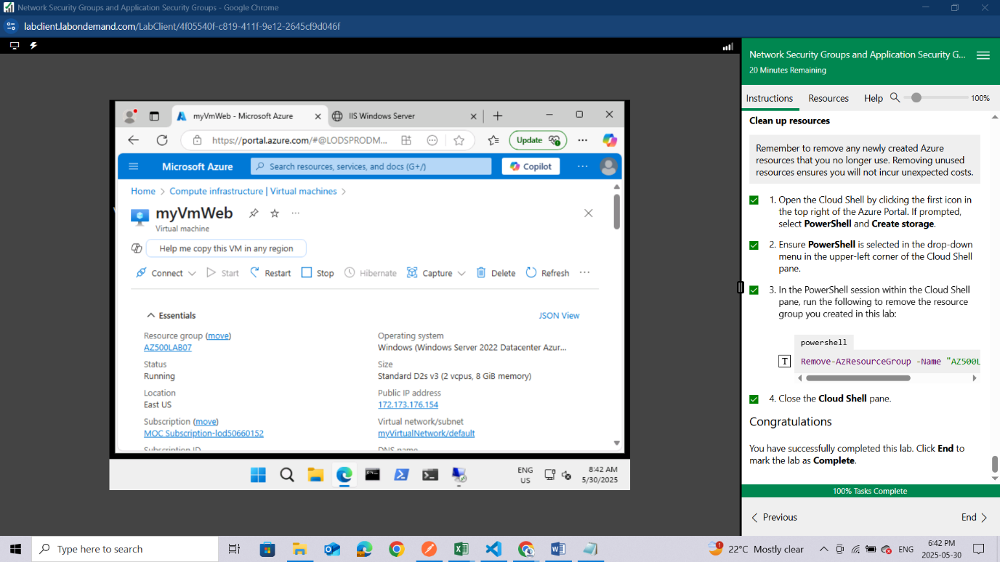 Network Security Groups and Application Security Groups - Google Chrome
labclient.labondemand.com/LabClient/4f05540f-c819-411f-9e12-2645cf9d046f
myVmWeb - Microsoft Azure
IIS Windows Server
https://portal.azure.com/#@LODSPRODM...
Update
Microsoft Azure
Search resources, services, and docs (G+/)
Copilot
Home > Compute infrastructure | Virtual machines >
myVmWeb
Virtual machine
Help me copy this VM in any region
Connect
Start
Restart
Stop
Hibernate
Capture
Delete
Refresh
Essentials
JSON View
Resource group (move)
AZ500LAB07
Status
Running
Location
East US
Subscription (move)
MOC Subscription-lod50660152
Subscription ID
Operating system
Windows (Windows Server 2022 Datacenter Azur...
Size
Standard D2s v3 (2 vcpus, 8 GiB memory)
Public IP address
172.173.176.154
Virtual network/subnet
myVirtualNetwork/default
DNS name
ENG
US
8:42 AM
5/30/2025
Network Security Groups and Application Security G...
20 Minutes Remaining
Instructions
Resources
Help
100%
Clean up resources
Remember to remove any newly created Azure
resources that you no longer use. Removing unused
resources ensures you will not incur unexpected costs.
1. Open the Cloud Shell by clicking the first icon in
the top right of the Azure Portal. If prompted,
select PowerShell and Create storage.
2. Ensure PowerShell is selected in the drop-down
menu in the upper-left corner of the Cloud Shell
pane.
3. In the PowerShell session within the Cloud Shell
pane, run the following to remove the resource
group you created in this lab:
powershell
T
Remove-AzResourceGroup -Name "AZ500L
4. Close the Cloud Shell pane.
Congratulations
You have successfully completed this lab. Click End to
mark the lab as Complete.
100% Tasks Complete
Previous
End
Type here to search
1
22°C Mostly clear
ENG
6:42 PM
2025-05-30